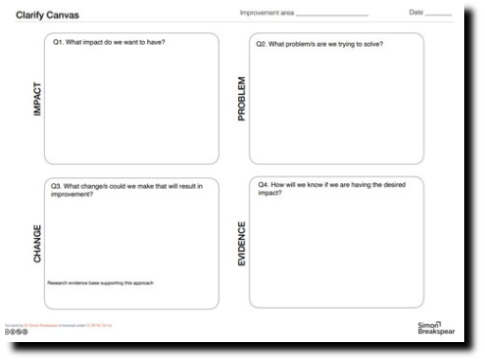 Clarify Canvas
Improvement area
Date
IMPACT
Q1. What impact do we want to have?
PROBLEM
Q2. What problem/s are we trying to solve?
CHANGE
Q3. What change/s could we make that will result in
improvement?
Research evidence base supporting this approach
EVIDENCE
Q4. How will we know if we are having the desired
impact?
Simon
Breakspear